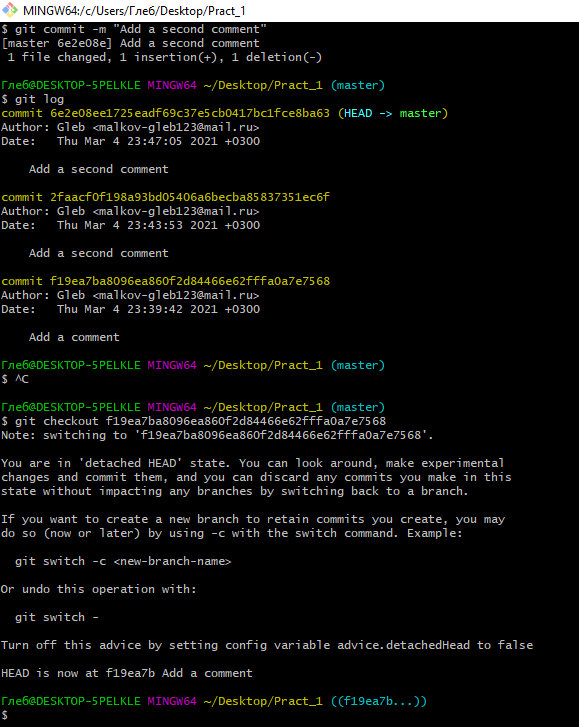 MINGW64:/c/Users/Глеб/Desktop/Pract_1
$ git commit -m "Add a second comment"
[master 6e2e08e] Add a second comment
 1 file changed, 1 insertion(+), 1 deletion(-)
Глеб@DESKTOP-5PELKLE MINGW64 ~/Desktop/Pract_1 (master)
$ git log
commit 6e2e08ee1725eadf69c37e5cb0417bc1fce8ba63 (HEAD -> master)
Author: Gleb <malkov-gleb123@mail.ru>
Date:   Thu Mar 4 23:47:05 2021 +0300
    Add a second comment
commit 2faacf0f198a93bd05406a6becba85837351ec6f
Author: Gleb <malkov-gleb123@mail.ru>
Date:   Thu Mar 4 23:43:53 2021 +0300
    Add a second comment
commit f19ea7ba8096ea860f2d84466e62fffa0a7e7568
Author: Gleb <malkov-gleb123@mail.ru>
Date:   Thu Mar 4 23:39:42 2021 +0300
    Add a comment
Глеб@DESKTOP-5PELKLE MINGW64 ~/Desktop/Pract_1 (master)
$ ^C
Глеб@DESKTOP-5PELKLE MINGW64 ~/Desktop/Pract_1 (master)
$ git checkout f19ea7ba8096ea860f2d84466e62fffa0a7e7568
Note: switching to 'f19ea7ba8096ea860f2d84466e62fffa0a7e7568'.
You are in 'detached HEAD' state. You can look around, make experimental
changes and commit them, and you can discard any commits you make in this
state without impacting any branches by switching back to a branch.
If you want to create a new branch to retain commits you create, you may
do so (now or later) by using -c with the switch command. Example:
  git switch -c <new-branch-name>
Or undo this operation with:
  git switch -
Turn off this advice by setting config variable advice.detachedHead to false
HEAD is now at f19ea7b Add a comment
Глеб@DESKTOP-5PELKLE MINGW64 ~/Desktop/Pract_1 ((f19ea7b...))
$